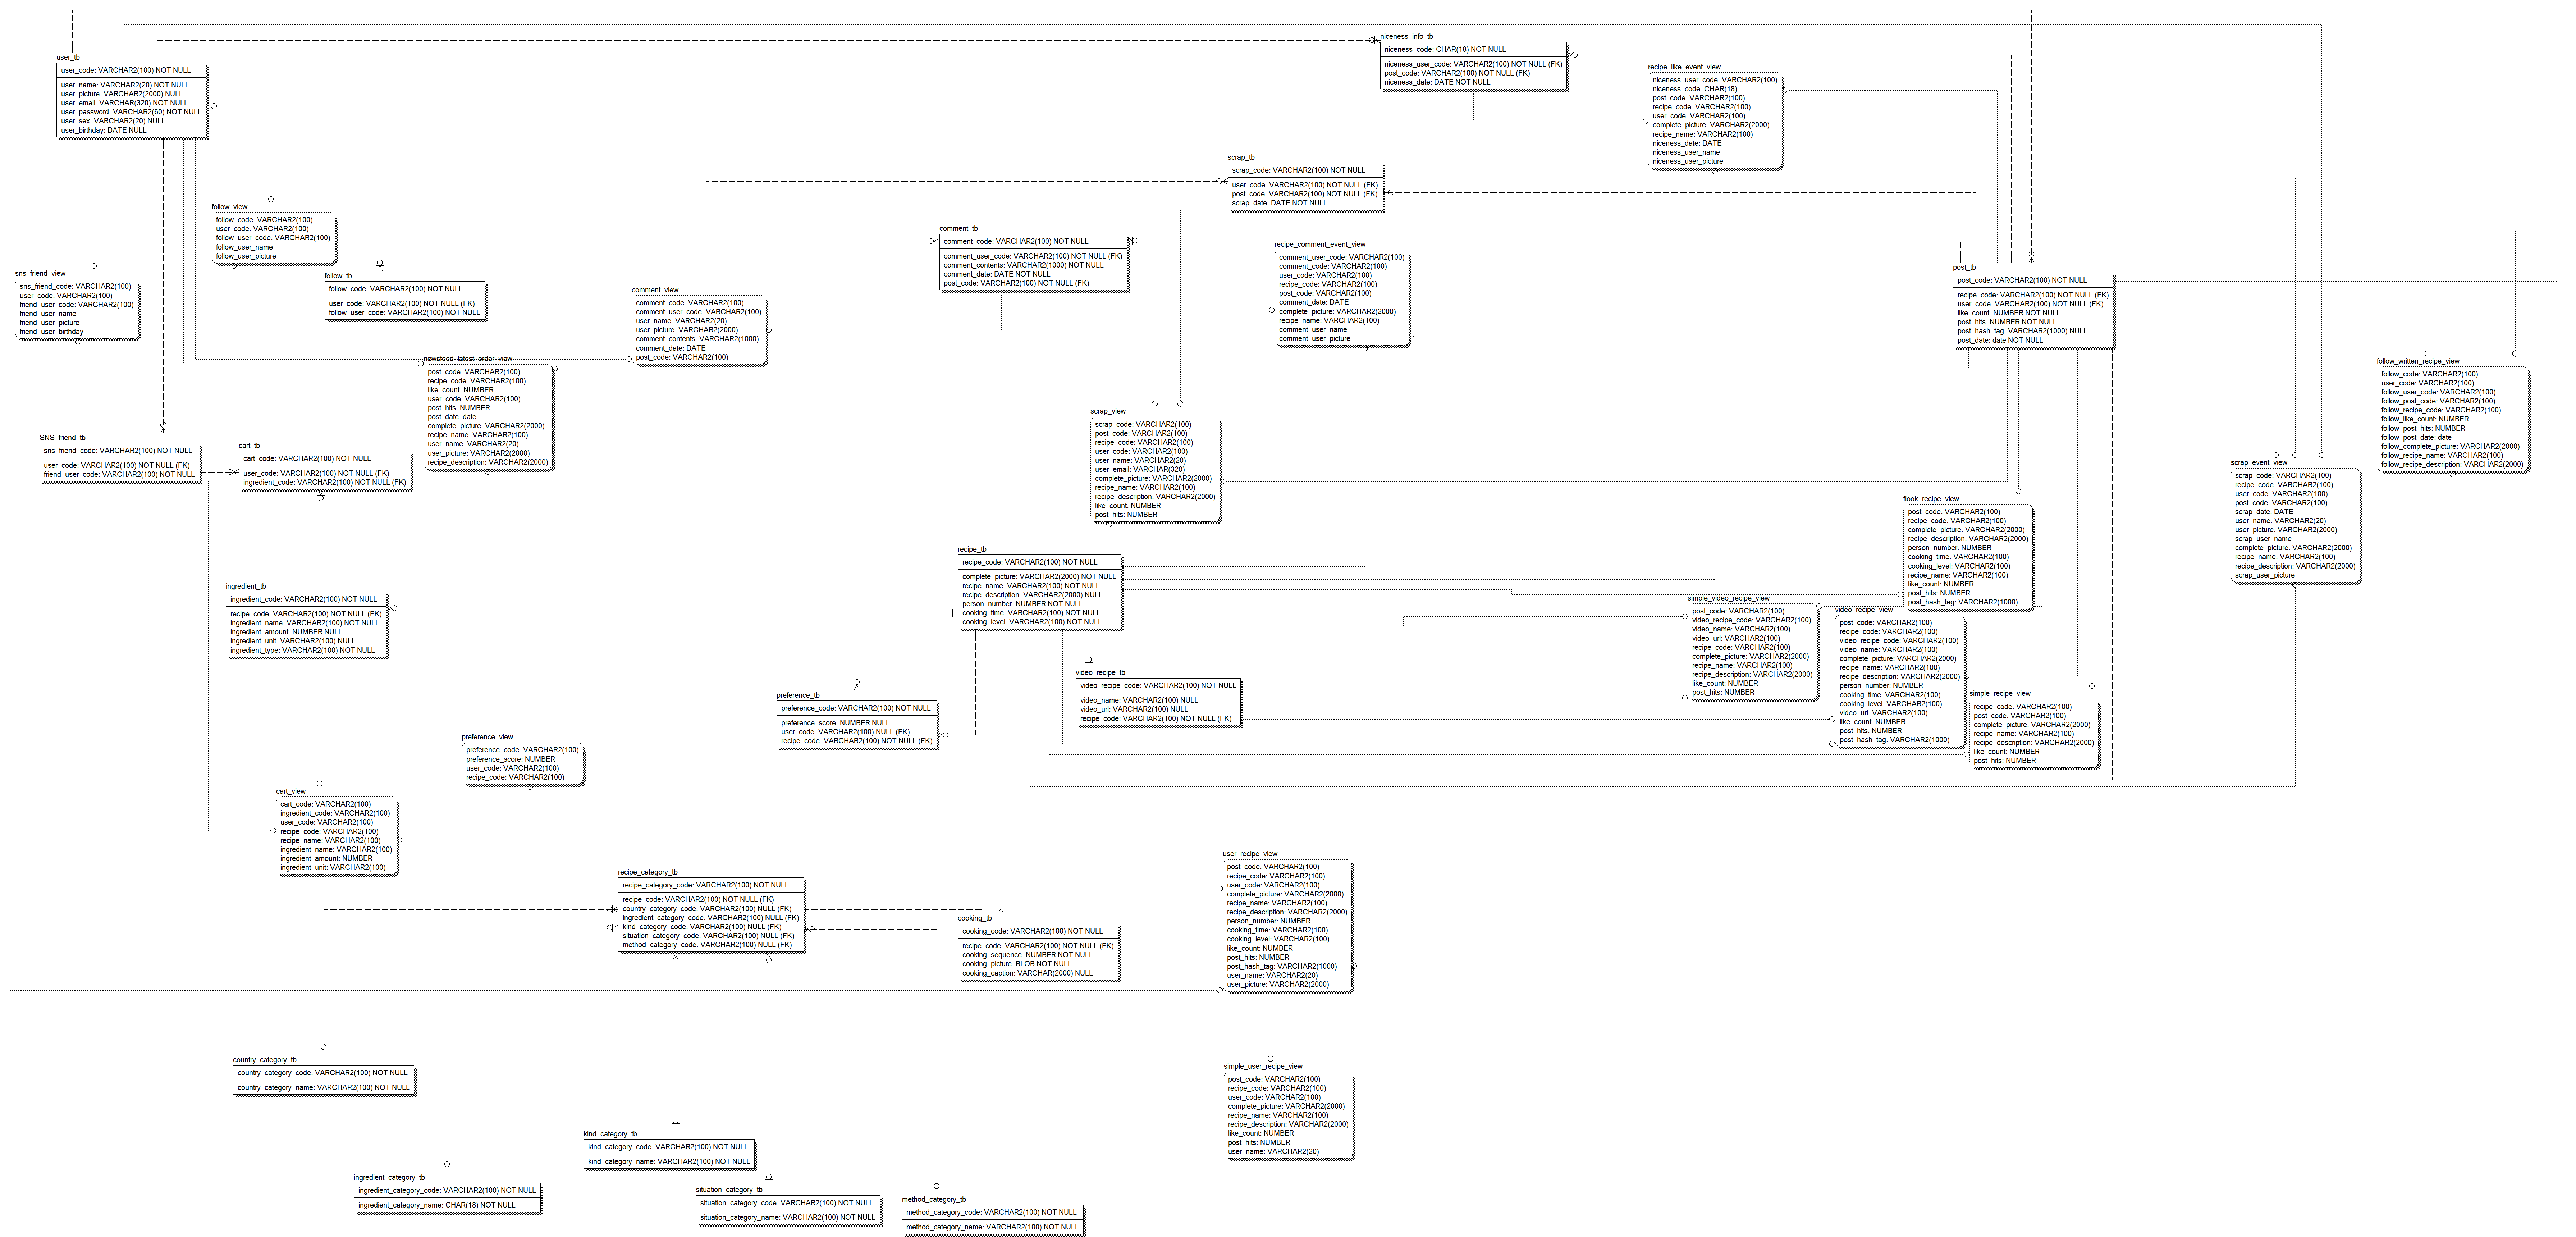 user_tb
user_code: VARCHAR2(100) NOT NULL
user_name: VARCHAR2(20) NOT NULL
user_picture: VARCHAR2(2000) NULL
user_email: VARCHAR(320) NOT NULL
user_password: VARCHAR2(60) NOT NULL
user_sex: VARCHAR2(20) NULL
user_birthday: DATE NULL
niceness_info_tb
niceness_code: CHAR(18) NOT NULL
niceness_user_code: VARCHAR2(100) NOT NULL (FK)
post_code: VARCHAR2(100) NOT NULL (FK)
niceness_date: DATE NOT NULL
recipe_like_event_view
niceness_user_code: VARCHAR2(100)
niceness_code: CHAR(18)
post_code: VARCHAR2(100)
recipe_code: VARCHAR2(100)
user_code: VARCHAR2(100)
complete_picture: VARCHAR2(2000)
recipe_name: VARCHAR2(100)
niceness_date: DATE
niceness_user_name
niceness_user_picture
scrap_tb
scrap_code: VARCHAR2(100) NOT NULL
user_code: VARCHAR2(100) NOT NULL (FK)
post_code: VARCHAR2(100) NOT NULL (FK)
scrap_date: DATE NOT NULL
follow_view
follow_code: VARCHAR2(100)
user_code: VARCHAR2(100)
follow_user_code: VARCHAR2(100)
follow_user_name
follow_user_picture
comment_tb
comment_code: VARCHAR2(100) NOT NULL
comment_user_code: VARCHAR2(100) NOT NULL (FK)
comment_contents: VARCHAR2(1000) NOT NULL
comment_date: DATE NOT NULL
post_code: VARCHAR2(100) NOT NULL (FK)
recipe_comment_event_view
comment_user_code: VARCHAR2(100)
comment_code: VARCHAR2(100)
user_code: VARCHAR2(100)
recipe_code: VARCHAR2(100)
post_code: VARCHAR2(100)
comment_date: DATE
complete_picture: VARCHAR2(2000)
recipe_name: VARCHAR2(100)
comment_user_name
comment_user_picture
post_tb
post_code: VARCHAR2(100) NOT NULL
recipe_code: VARCHAR2(100) NOT NULL (FK)
user_code: VARCHAR2(100) NOT NULL (FK)
like_count: NUMBER NOT NULL
post_hits: NUMBER NOT NULL
post_hash_tag: VARCHAR2(1000) NULL
post_date: date NOT NULL
sns_friend_view
sns_friend_code: VARCHAR2(100)
user_code: VARCHAR2(100)
friend_user_code: VARCHAR2(100)
friend_user_name
friend_user_picture
friend_user_birthday
follow_tb
follow_code: VARCHAR2(100) NOT NULL
user_code: VARCHAR2(100) NOT NULL (FK)
follow_user_code: VARCHAR2(100) NOT NULL
comment_view
comment_code: VARCHAR2(100)
comment_user_code: VARCHAR2(100)
user_name: VARCHAR2(20)
user_picture: VARCHAR2(2000)
comment_contents: VARCHAR2(1000)
comment_date: DATE
post_code: VARCHAR2(100)
newsfeed_latest_order_view
post_code: VARCHAR2(100)
recipe_code: VARCHAR2(100)
like_count: NUMBER
user_code: VARCHAR2(100)
post_hits: NUMBER
post_date: date
complete_picture: VARCHAR2(2000)
recipe_name: VARCHAR2(100)
user_name: VARCHAR2(20)
user_picture: VARCHAR2(2000)
recipe_description: VARCHAR2(2000)
follow_written_recipe_view
follow_code: VARCHAR2(100)
user_code: VARCHAR2(100)
follow_user_code: VARCHAR2(100)
follow_post_code: VARCHAR2(100)
follow_recipe_code: VARCHAR2(100)
follow_like_count: NUMBER
follow_post_hits: NUMBER
follow_post_date: date
follow_complete_picture: VARCHAR2(2000)
follow_recipe_name: VARCHAR2(100)
follow_recipe_description: VARCHAR2(2000)
scrap_view
scrap_code: VARCHAR2(100)
post_code: VARCHAR2(100)
recipe_code: VARCHAR2(100)
user_code: VARCHAR2(100)
user_name: VARCHAR2(20)
user_email: VARCHAR(320)
complete_picture: VARCHAR2(2000)
recipe_name: VARCHAR2(100)
recipe_description: VARCHAR2(2000)
like_count: NUMBER
post_hits: NUMBER
SNS_friend_tb
sns_friend_code: VARCHAR2(100) NOT NULL
user_code: VARCHAR2(100) NOT NULL (FK)
friend_user_code: VARCHAR2(100) NOT NULL
cart_tb
cart_code: VARCHAR2(100) NOT NULL
user_code: VARCHAR2(100) NOT NULL (FK)
ingredient_code: VARCHAR2(100) NOT NULL (FK)
scrap_event_view
scrap_code: VARCHAR2(100)
recipe_code: VARCHAR2(100)
user_code: VARCHAR2(100)
post_code: VARCHAR2(100)
scrap_date: DATE
user_name: VARCHAR2(20)
user_picture: VARCHAR2(2000)
scrap_user_name
complete_picture: VARCHAR2(2000)
recipe_name: VARCHAR2(100)
recipe_description: VARCHAR2(2000)
scrap_user_picture
flook_recipe_view
post_code: VARCHAR2(100)
recipe_code: VARCHAR2(100)
complete_picture: VARCHAR2(2000)
recipe_description: VARCHAR2(2000)
person_number: NUMBER
cooking_time: VARCHAR2(100)
cooking_level: VARCHAR2(100)
recipe_name: VARCHAR2(100)
like_count: NUMBER
post_hits: NUMBER
post_hash_tag: VARCHAR2(1000)
recipe_tb
recipe_code: VARCHAR2(100) NOT NULL
complete_picture: VARCHAR2(2000) NOT NULL
recipe_name: VARCHAR2(100) NOT NULL
recipe_description: VARCHAR2(2000) NULL
person_number: NUMBER NOT NULL
cooking_time: VARCHAR2(100) NOT NULL
cooking_level: VARCHAR2(100) NOT NULL
ingredient_tb
ingredient_code: VARCHAR2(100) NOT NULL
recipe_code: VARCHAR2(100) NOT NULL (FK)
ingredient_name: VARCHAR2(100) NOT NULL
ingredient_amount: NUMBER NULL
ingredient_unit: VARCHAR2(100) NULL
ingredient_type: VARCHAR2(100) NOT NULL
simple_video_recipe_view
post_code: VARCHAR2(100)
video_recipe_code: VARCHAR2(100)
video_name: VARCHAR2(100)
video_url: VARCHAR2(100)
recipe_code: VARCHAR2(100)
complete_picture: VARCHAR2(2000)
recipe_name: VARCHAR2(100)
recipe_description: VARCHAR2(2000)
like_count: NUMBER
post_hits: NUMBER
video_recipe_view
post_code: VARCHAR2(100)
recipe_code: VARCHAR2(100)
video_recipe_code: VARCHAR2(100)
video_name: VARCHAR2(100)
complete_picture: VARCHAR2(2000)
recipe_name: VARCHAR2(100)
recipe_description: VARCHAR2(2000)
person_number: NUMBER
cooking_time: VARCHAR2(100)
cooking_level: VARCHAR2(100)
video_url: VARCHAR2(100)
like_count: NUMBER
post_hits: NUMBER
post_hash_tag: VARCHAR2(1000)
video_recipe_tb
video_recipe_code: VARCHAR2(100) NOT NULL
video_name: VARCHAR2(100) NULL
video_url: VARCHAR2(100) NULL
recipe_code: VARCHAR2(100) NOT NULL (FK)
simple_recipe_view
recipe_code: VARCHAR2(100)
post_code: VARCHAR2(100)
complete_picture: VARCHAR2(2000)
recipe_name: VARCHAR2(100)
recipe_description: VARCHAR2(2000)
like_count: NUMBER
post_hits: NUMBER
preference_tb
preference_code: VARCHAR2(100) NOT NULL
preference_score: NUMBER NULL
user_code: VARCHAR2(100) NULL (FK)
recipe_code: VARCHAR2(100) NOT NULL (FK)
preference_view
preference_code: VARCHAR2(100)
preference_score: NUMBER
user_code: VARCHAR2(100)
recipe_code: VARCHAR2(100)
cart_view
cart_code: VARCHAR2(100)
ingredient_code: VARCHAR2(100)
user_code: VARCHAR2(100)
recipe_code: VARCHAR2(100)
recipe_name: VARCHAR2(100)
ingredient_name: VARCHAR2(100)
ingredient_amount: NUMBER
ingredient_unit: VARCHAR2(100)
user_recipe_view
post_code: VARCHAR2(100)
recipe_code: VARCHAR2(100)
user_code: VARCHAR2(100)
complete_picture: VARCHAR2(2000)
recipe_name: VARCHAR2(100)
recipe_description: VARCHAR2(2000)
person_number: NUMBER
cooking_time: VARCHAR2(100)
cooking_level: VARCHAR2(100)
like_count: NUMBER
post_hits: NUMBER
post_hash_tag: VARCHAR2(1000)
user_name: VARCHAR2(20)
user_picture: VARCHAR2(2000)
recipe_category_tb
recipe_category_code: VARCHAR2(100) NOT NULL
recipe_code: VARCHAR2(100) NOT NULL (FK)
country_category_code: VARCHAR2(100) NULL (FK)
ingredient_category_code: VARCHAR2(100) NULL (FK)
kind_category_code: VARCHAR2(100) NULL (FK)
situation_category_code: VARCHAR2(100) NULL (FK)
method_category_code: VARCHAR2(100) NULL (FK)
cooking_tb
cooking_code: VARCHAR2(100) NOT NULL
recipe_code: VARCHAR2(100) NOT NULL (FK)
cooking_sequence: NUMBER NOT NULL
cooking_picture: BLOB NOT NULL
cooking_caption: VARCHAR(2000) NULL
country_category_tb
country_category_code: VARCHAR2(100) NOT NULL
country_category_name: VARCHAR2(100) NOT NULL
simple_user_recipe_view
post_code: VARCHAR2(100)
recipe_code: VARCHAR2(100)
user_code: VARCHAR2(100)
complete_picture: VARCHAR2(2000)
recipe_name: VARCHAR2(100)
recipe_description: VARCHAR2(2000)
like_count: NUMBER
post_hits: NUMBER
user_name: VARCHAR2(20)
kind_category_tb
kind_category_code: VARCHAR2(100) NOT NULL
kind_category_name: VARCHAR2(100) NOT NULL
ingredient_category_tb
ingredient_category_code: VARCHAR2(100) NOT NULL
ingredient_category_name: CHAR(18) NOT NULL
situation_category_tb
situation_category_code: VARCHAR2(100) NOT NULL
situation_category_name: VARCHAR2(100) NOT NULL
method_category_tb
method_category_code: VARCHAR2(100) NOT NULL
method_category_name: VARCHAR2(100) NOT NULL